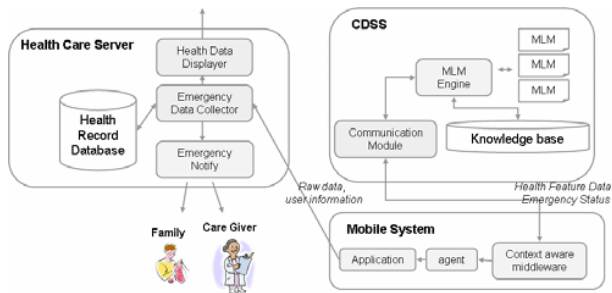 Health Care Server
Health Data
Displayer
Emergency
Data Collector
Health
Record
Database
Emergency
Notify
Family
Care Giver
Raw data,
user information
CDSS
MLM
MLM
MLM
MLM
Engine
Communication
Module
Knowledge base
Health Feature Data
Emergency Status
Mobile System
Application
agent
Context aware
middleware